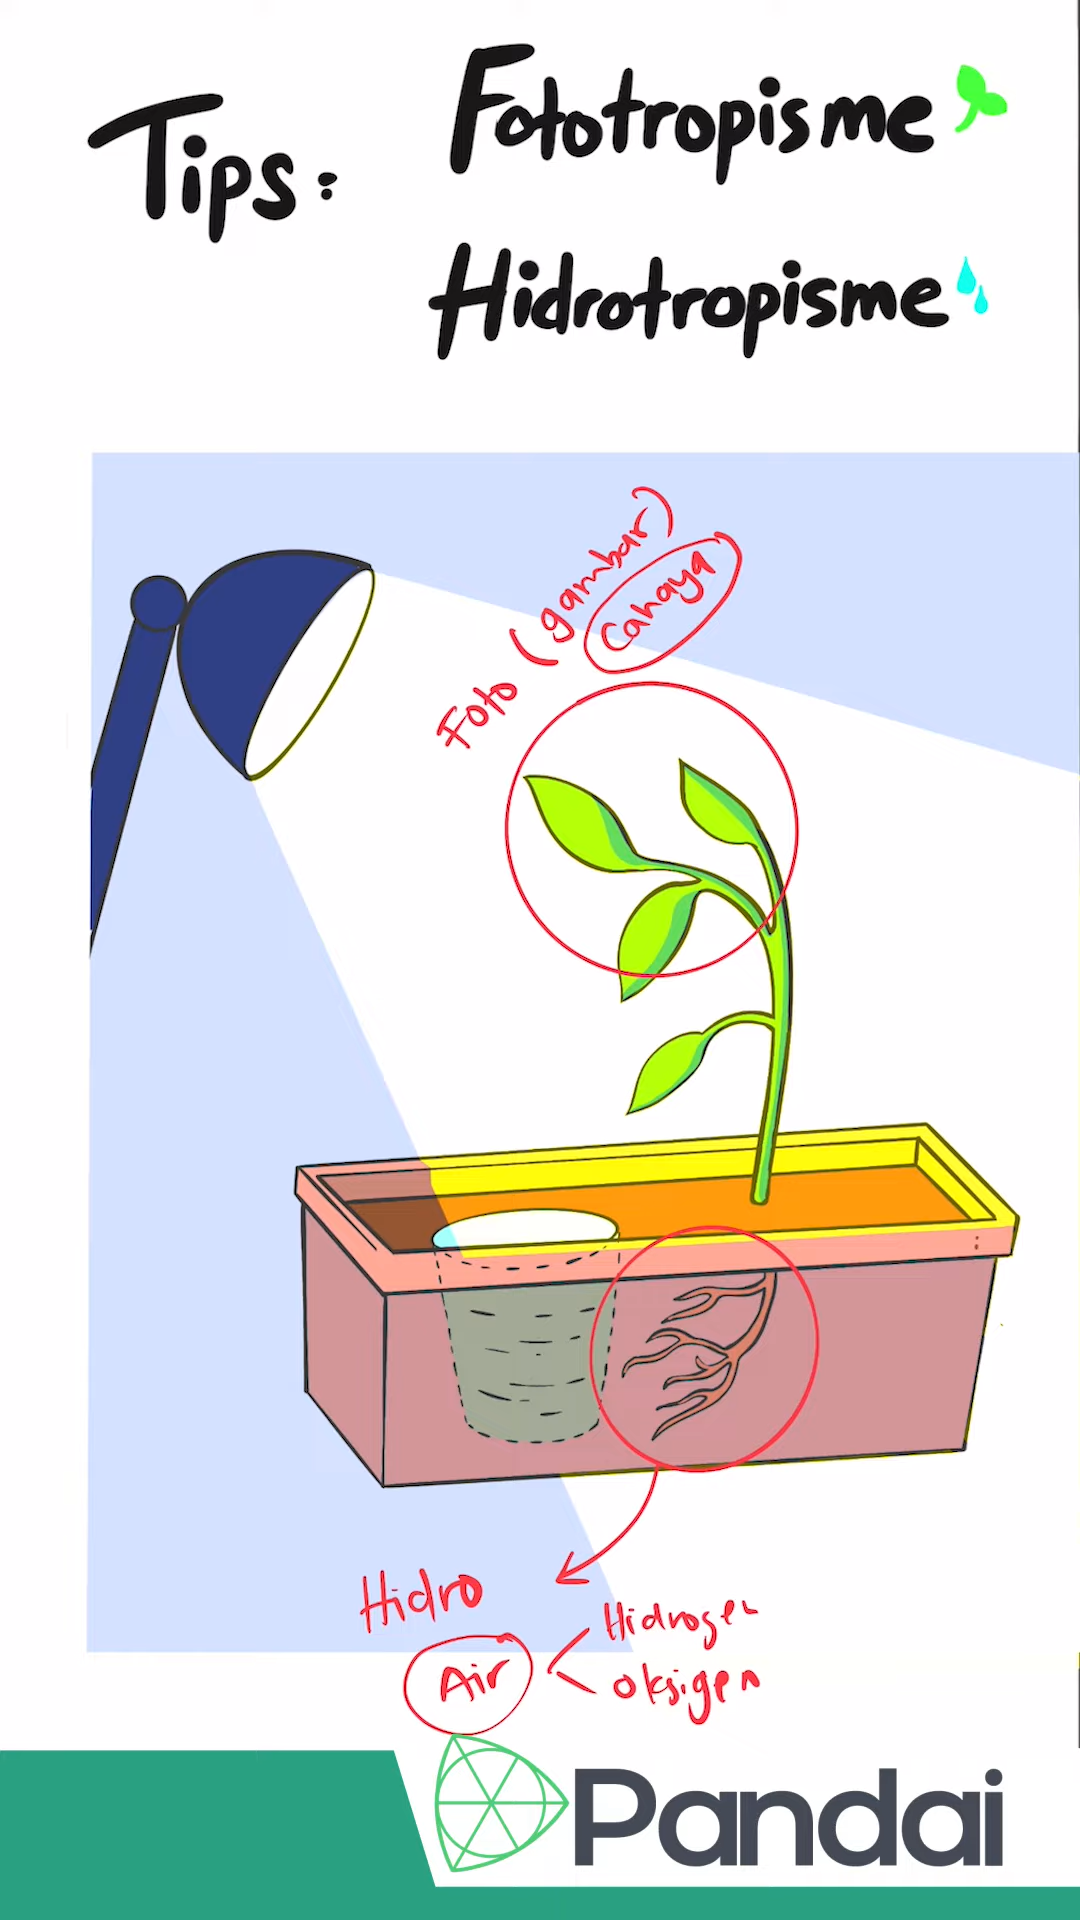 Tips:
Fototropisme
Hidrotropisme
Foto (gambar)
Cahaya
Hidro
Air
Hidrogen
Oksigen
Pandai